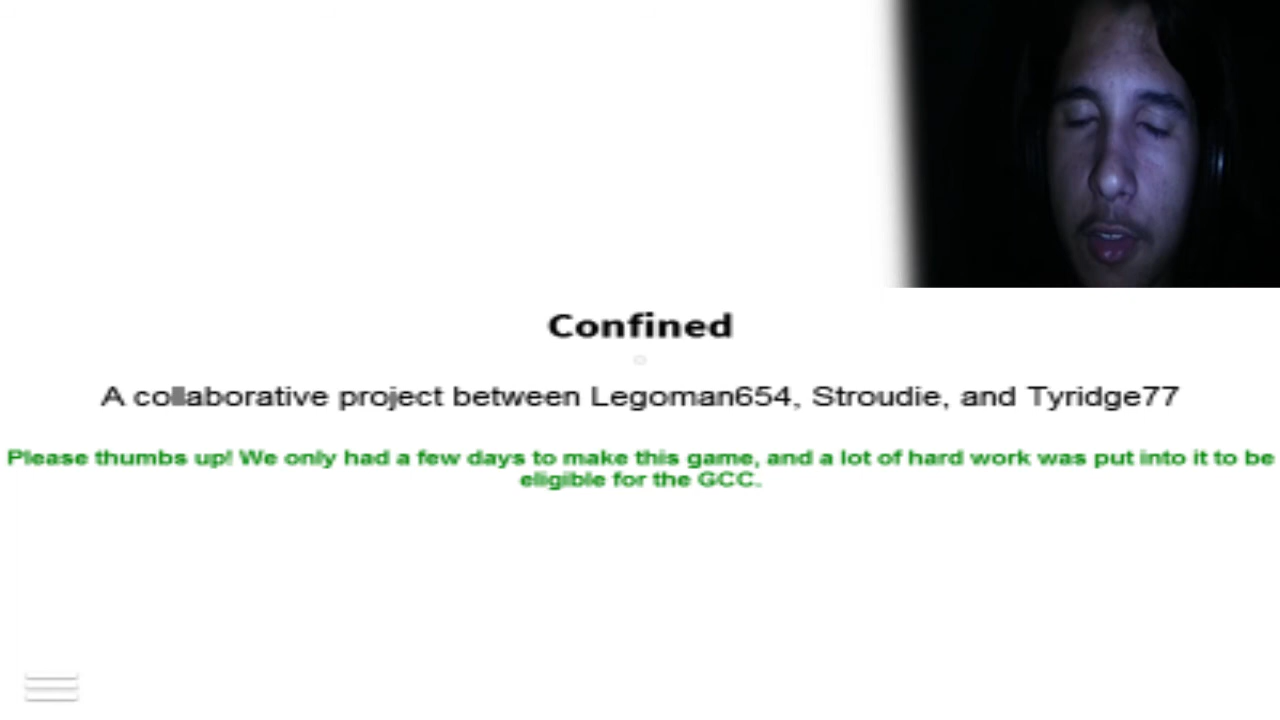 Confined
A collaborative project between Legoman654, Stroudie, and Tyridge77
Please thumbs up! We only had a few days to make this game, and a lot of hard work was put into it to be
eligible for the GCC.